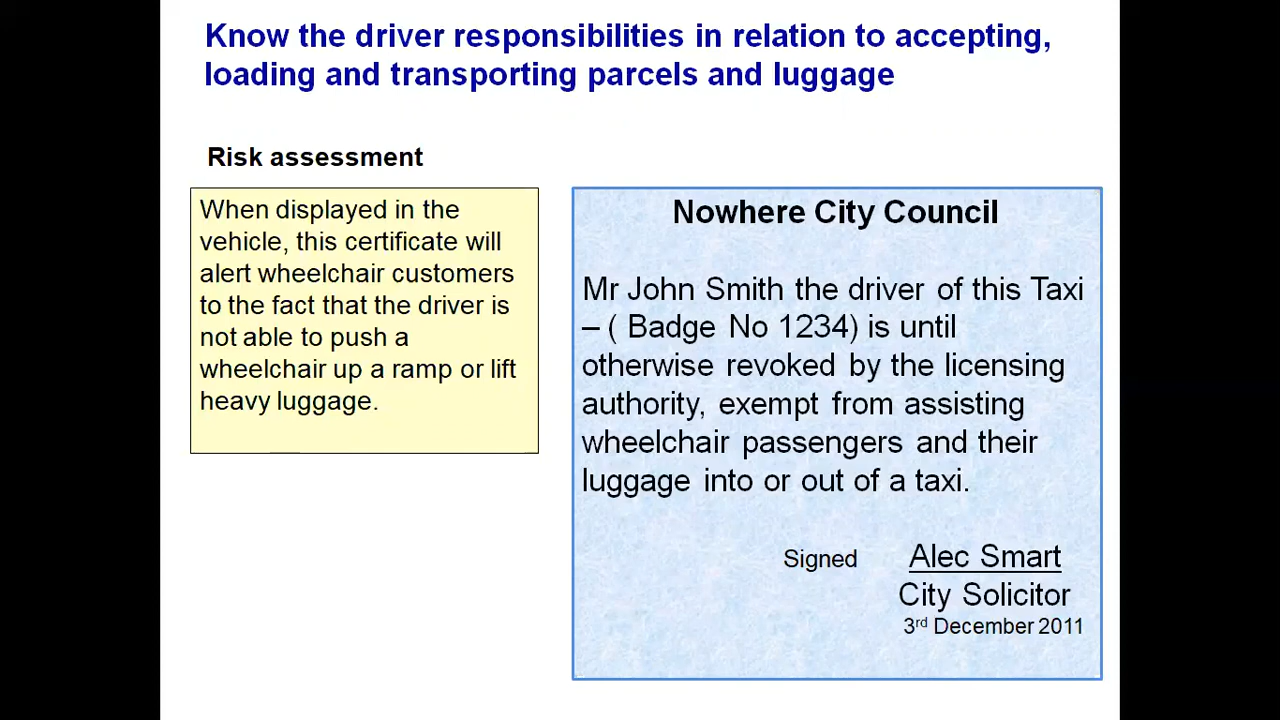 Know the driver responsibilities in relation to accepting,
loading and transporting parcels and luggage
Risk assessment
When displayed in the
vehicle, this certificate will
alert wheelchair customers
to the fact that the driver is
not able to push a
wheelchair up a ramp or lift
heavy luggage.
Nowhere City Council
Mr John Smith the driver of this Taxi
– ( Badge No 1234) is until
otherwise revoked by the licensing
authority, exempt from assisting
wheelchair passengers and their
luggage into or out of a taxi.
Signed Alec Smart
City Solicitor
3rd December 2011